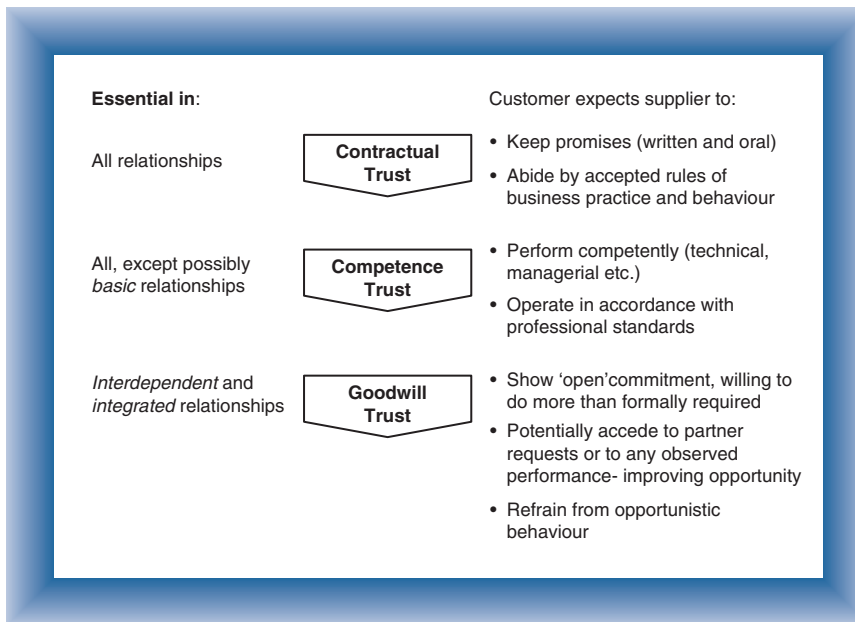 Essential in:
Customer expects supplier to:
All relationships
Contractual
Trust
• Keep promises (written and oral)
• Abide by accepted rules of
business practice and behaviour
All, except possibly
basic relationships
Competence
Trust
• Perform competently (technical,
managerial etc.)
• Operate in accordance with
professional standards
Interdependent and
integrated relationships
Goodwill
Trust
• Show ‘open’commitment, willing to
do more than formally required
• Potentially accede to partner
requests or to any observed
performance- improving opportunity
• Refrain from opportunistic
behaviour